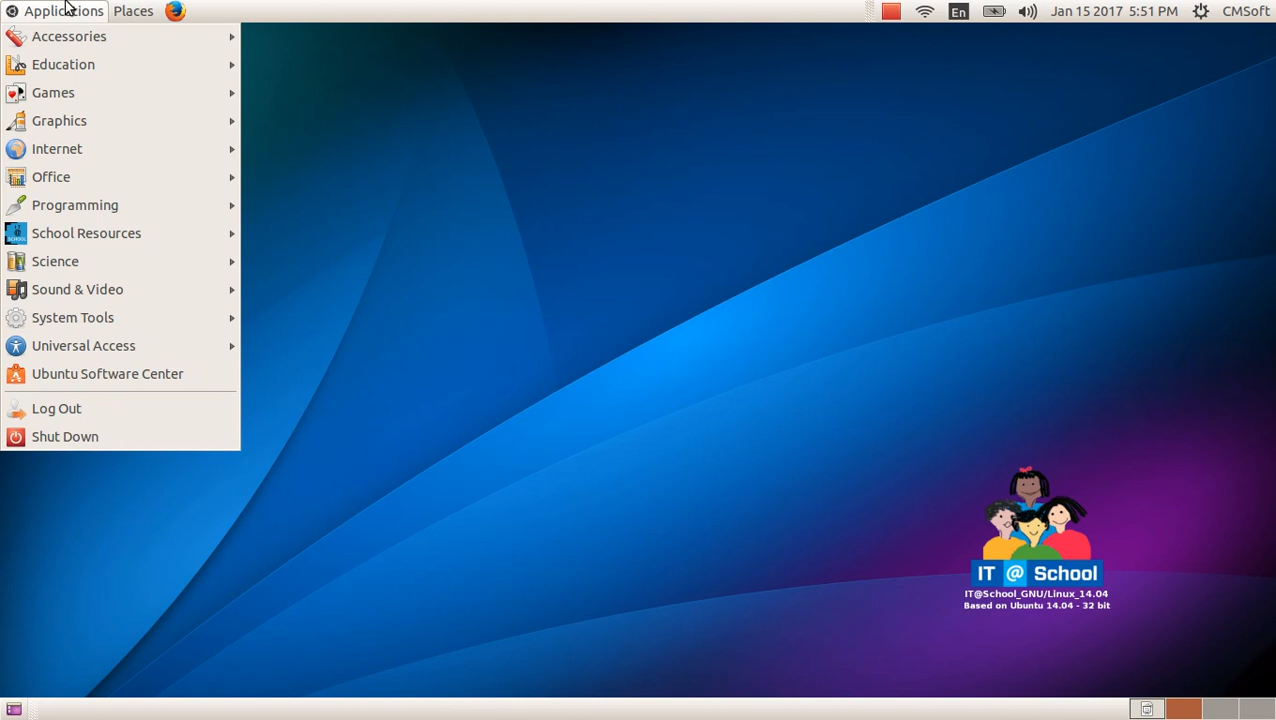 Applications Places En Jan 15 2017 5:51 PM CMSoft
Accessories
Education
Games
Graphics
Internet
Office
Programming
School Resources
Science
Sound & Video
System Tools
Universal Access
Ubuntu Software Center
Log Out
Shut Down
IT @ School
IT@School_GNU/Linux_14.04
Based on Ubuntu 14.04 - 32 bit